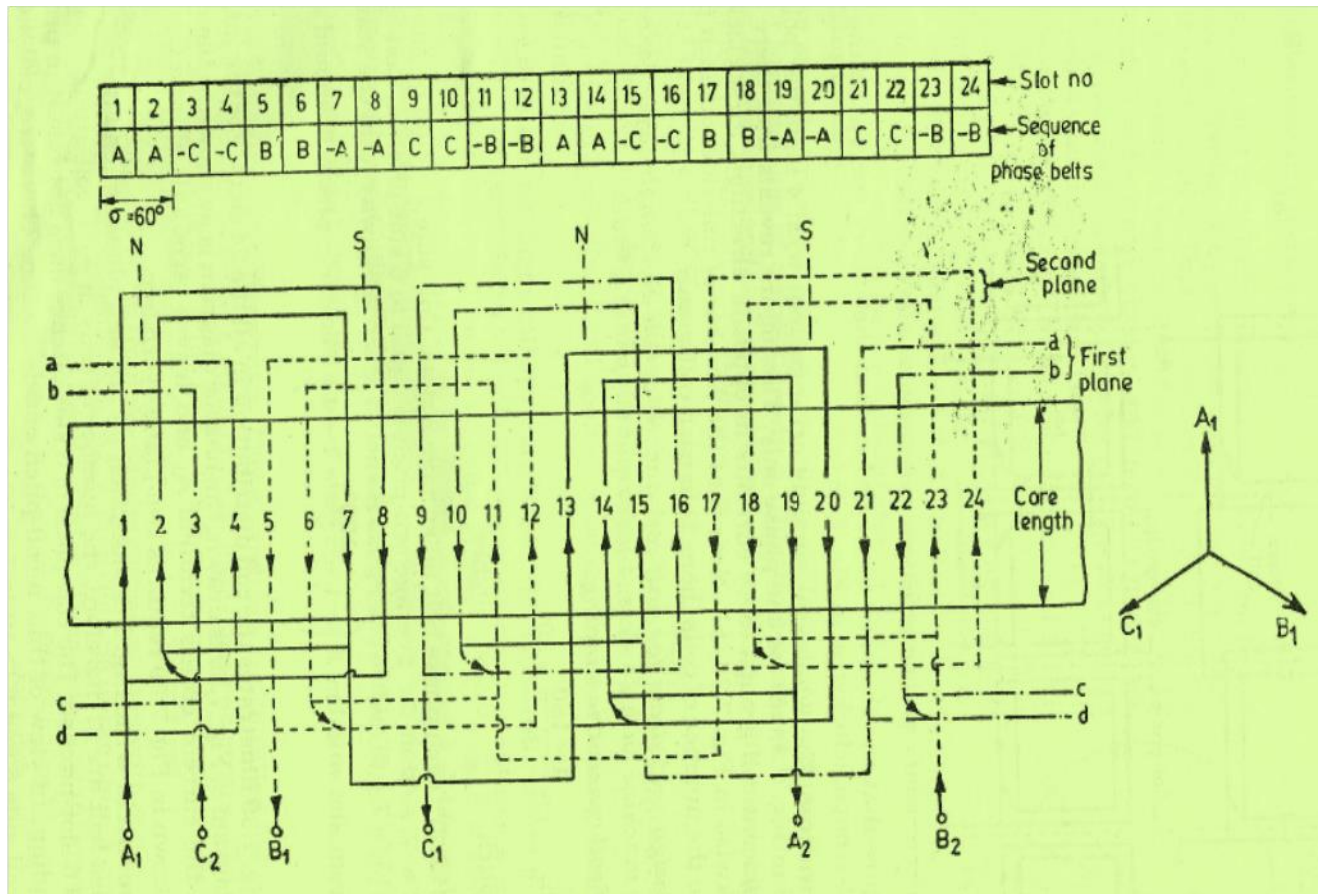 1 2 3 4 5 6 7 8 9 10 11 12 13 14 15 16 17 18 19 20 21 22 23 24 Slot no
A A -C -C B B -A -A C C -B -B A A -C -C B B -A -A C C -B -B Sequence of phase belts
σ=60°
N S N S
Second plane
a a
b b
First plane
A1
1 2 3 4 5 6 7 8 9 10 11 12 13 14 15 16 17 18 19 20 21 22 23 24 Core length
C1 B1
c c
d d
A1 C2 B1 C1 A2 B2